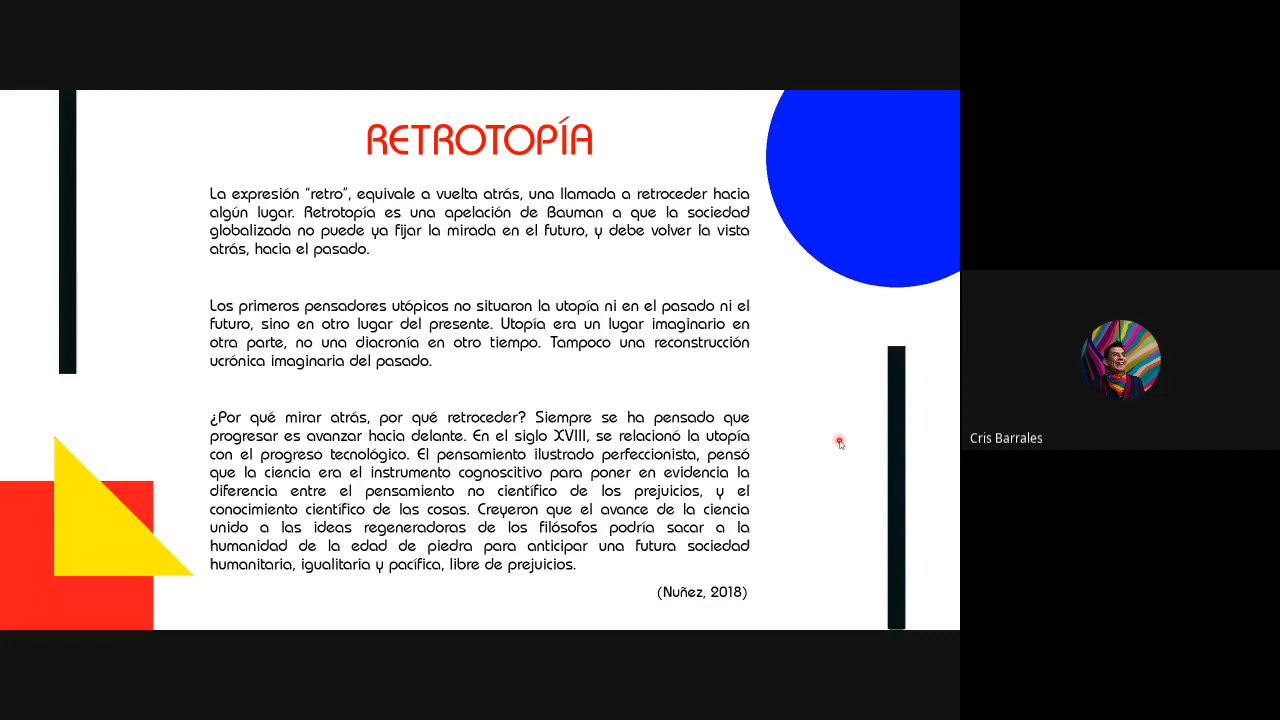 RETROTOPÍA
La expresión "retro", equivale a vuelta atrás, una llamada a retroceder hacia
algún lugar. Retrotopía es una apelación de Bauman a que la sociedad
globalizada no puede ya fijar la mirada en el futuro, y debe volver la vista
atrás, hacia el pasado.
Los primeros pensadores utópicos no situaron la utopía ni en el pasado ni el
futuro, sino en otro lugar del presente. Utopía era un lugar imaginario en
otra parte, no una diacronía en otro tiempo. Tampoco una reconstrucción
ucrónica imaginaria del pasado.
¿Por qué mirar atrás, por qué retroceder? Siempre se ha pensado que
progresar es avanzar hacia delante. En el siglo XVIII, se relacionó la utopía
con el progreso tecnológico. El pensamiento ilustrado perfeccionista, pensó
que la ciencia era el instrumento cognoscitivo para poner en evidencia la
diferencia entre el pensamiento no científico de los prejuicios, y el
conocimiento científico de las cosas. Creyeron que el avance de la ciencia
unido a las ideas regeneradoras de los filósofos podría sacar a la
humanidad de la edad de piedra para anticipar una futura sociedad
humanitaria, igualitaria y pacífica, libre de prejuicios.
(Nuñez, 2018)
Cris Barrales